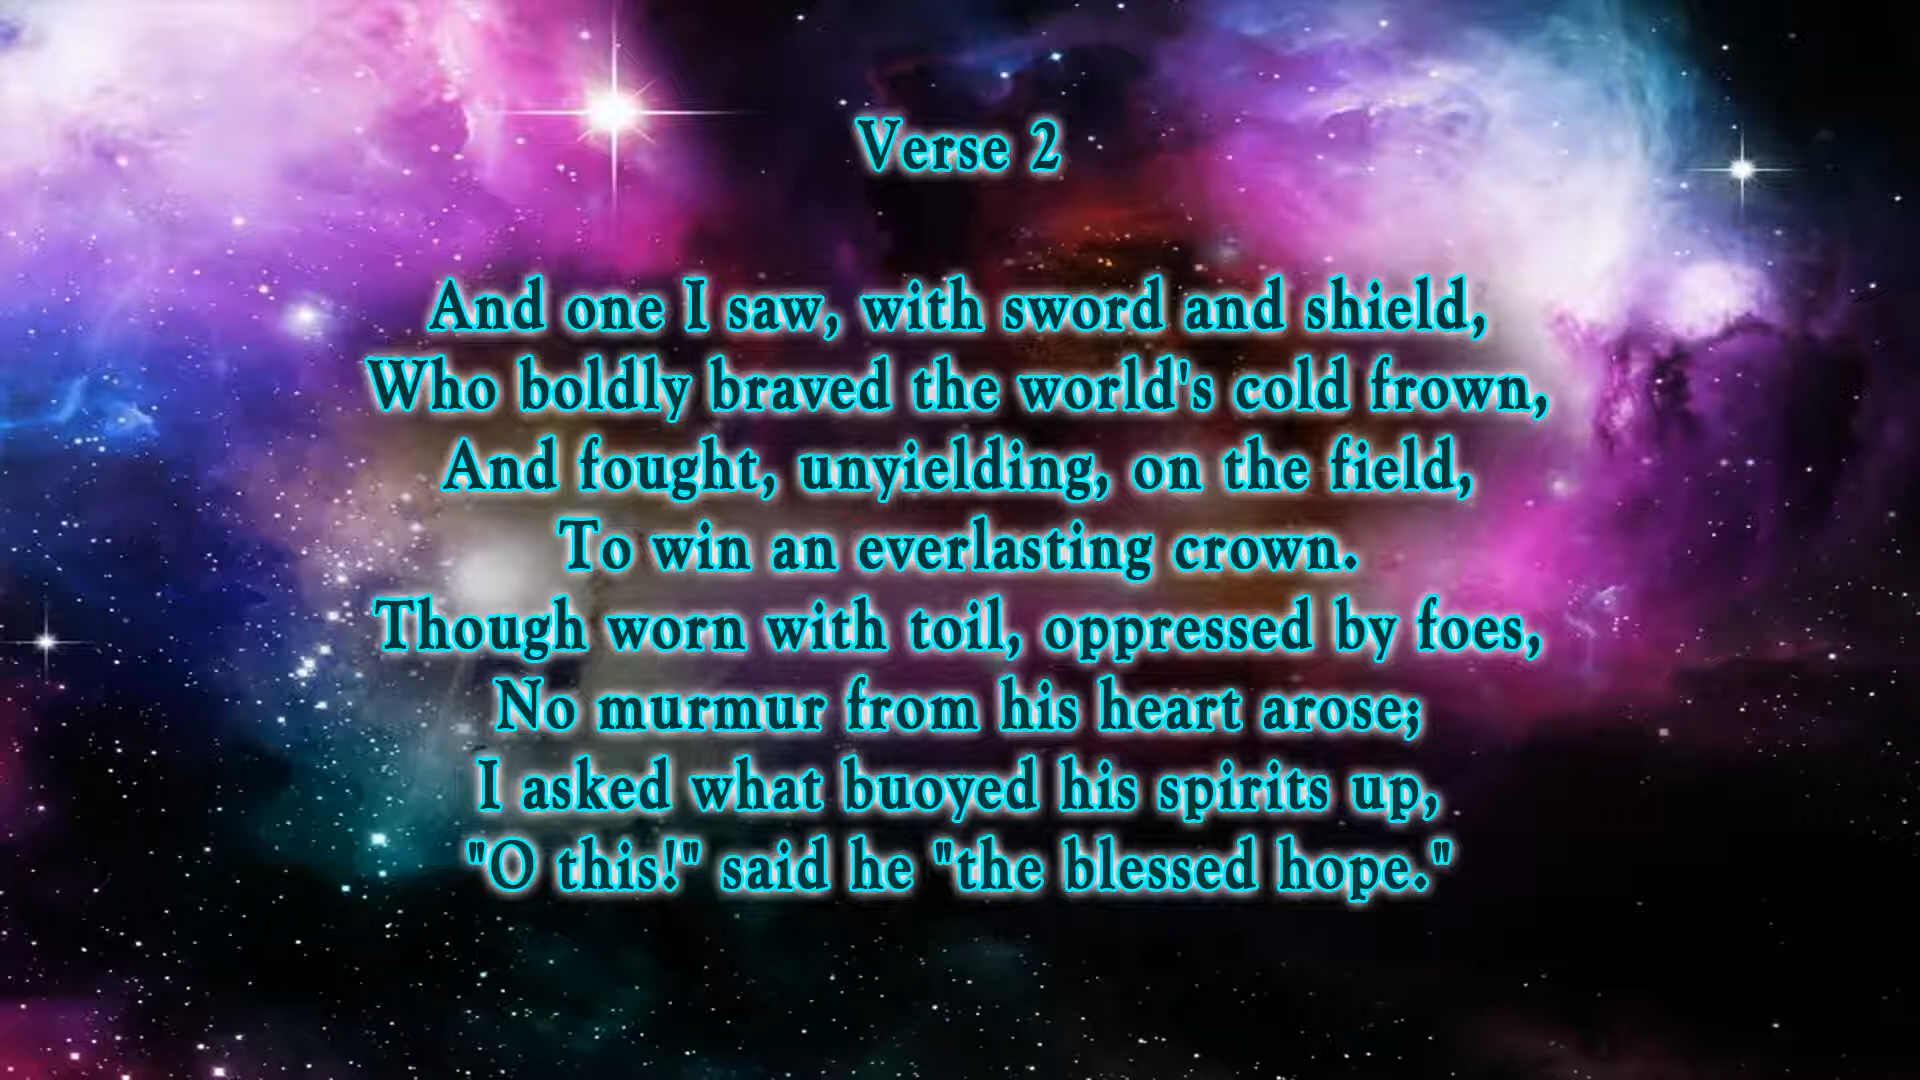 Verse 2
And one I saw, with sword and shield,
Who boldly braved the world's cold frown,
And fought, unyielding, on the field,
To win an everlasting crown.
Though worn with toil, oppressed by foes,
No murmur from his heart arose;
I asked what buoyed his spirits up,
"O this!" said he "the blessed hope."